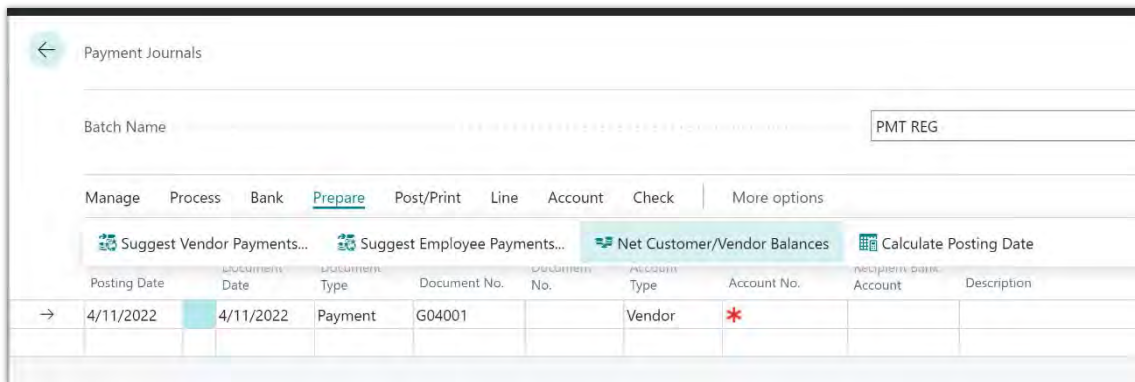 Payment Journals
Batch Name PMT REG
Manage Process Bank Prepare Post/Print Line Account Check More options
Suggest Vendor Payments... Suggest Employee Payments... Net Customer/Vendor Balances Calculate Posting Date
Document Document Document Account Recipient Bank
Posting Date Date Type Document No. No. Type Account No. Account Description
4/11/2022 4/11/2022 Payment G04001 Vendor *